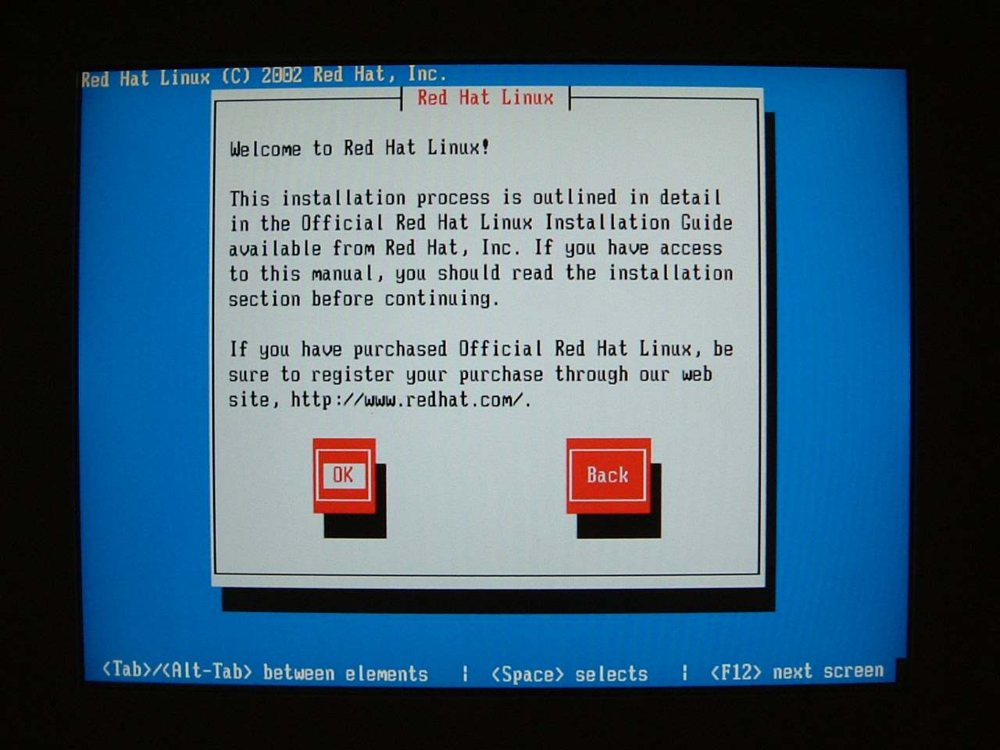 Red Hat Linux (C) 2002 Red Hat, Inc.
Red Hat Linux
Welcome to Red Hat Linux!
This installation process is outlined in detail
in the Official Red Hat Linux Installation Guide
available from Red Hat, Inc. If you have access
to this manual, you should read the installation
section before continuing.
If you have purchased Official Red Hat Linux, be
sure to register your purchase through our web
site, http://www.redhat.com/.
OK Back
<Tab>/<Alt-Tab> between elements | <Space> selects | <F12> next screen